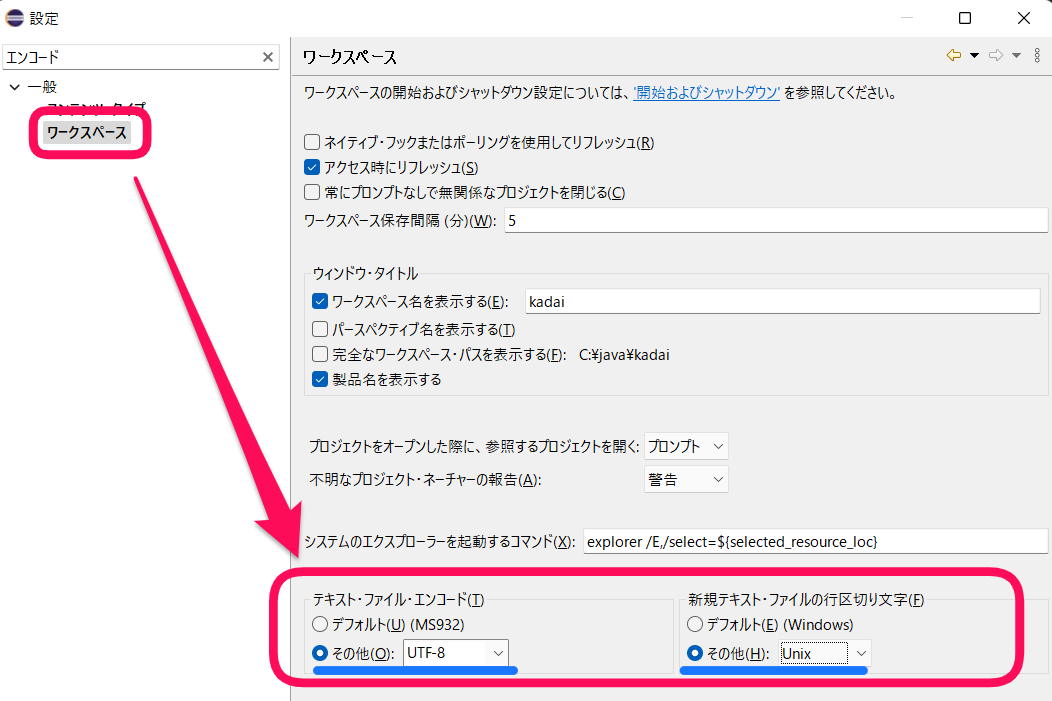 設定
エンコード
一般
コンテンツ・タイプ
ワークスペース
ワークスペース
ワークスペースの開始およびシャットダウン設定については、'開始およびシャットダウン' を参照してください。
ネイティブ・フックまたはポーリングを使用してリフレッシュ(R)
アクセス時にリフレッシュ(S)
常にプロンプトなしで無関係なプロジェクトを閉じる(C)
ワークスペース保存間隔 (分)(W): 5
ウィンドウ・タイトル
ワークスペース名を表示する(E): kadai
パースペクティブ名を表示する(T)
完全なワークスペース・パスを表示する(F): C:¥java¥kadai
製品名を表示する
プロジェクトをオープンした際に、参照するプロジェクトを開く: プロンプト
不明なプロジェクト・ネーチャーの報告(A): 警告
システムのエクスプローラーを起動するコマンド(X): explorer /E,/select=${selected_resource_loc}
テキスト・ファイル・エンコード(T)
デフォルト(U) (MS932)
その他(O): UTF-8
新規テキスト・ファイルの行区切り文字(F)
デフォルト(E) (Windows)
その他(H): Unix